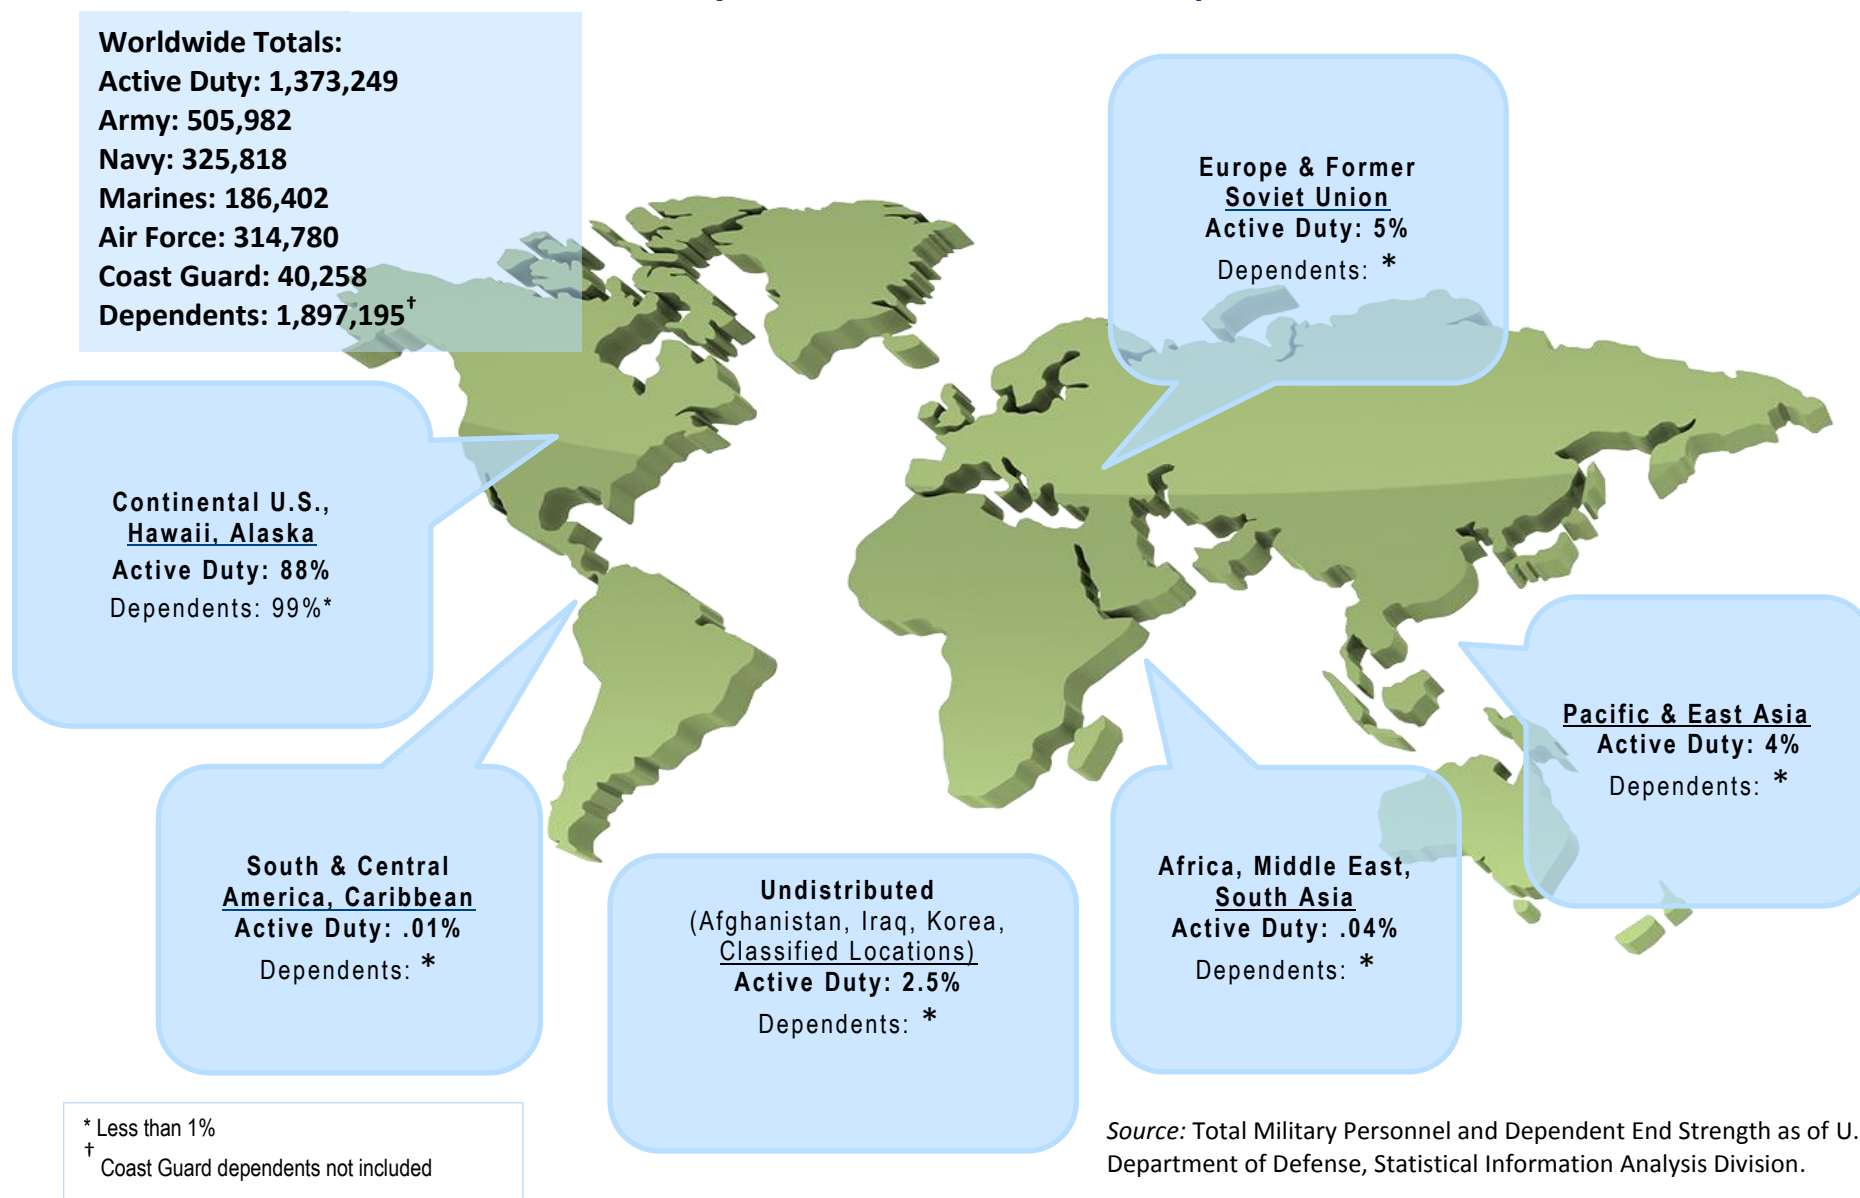 Worldwide Totals:
Active Duty: 1,373,249
Army: 505,982
Navy: 325,818
Marines: 186,402
Air Force: 314,780
Coast Guard: 40,258
Dependents: 1,897,195†
Europe & Former
Soviet Union
Active Duty: 5%
Dependents: *
Continental U.S.,
Hawaii, Alaska
Active Duty: 88%
Dependents: 99%*
Pacific & East Asia
Active Duty: 4%
Dependents: *
South & Central
America, Caribbean
Active Duty: .01%
Dependents: *
Undistributed
(Afghanistan, Iraq, Korea,
Classified Locations)
Active Duty: 2.5%
Dependents: *
Africa, Middle East,
South Asia
Active Duty: .04%
Dependents: *
* Less than 1%
† Coast Guard dependents not included
Source: Total Military Personnel and Dependent End Strength as of U.
Department of Defense, Statistical Information Analysis Division.